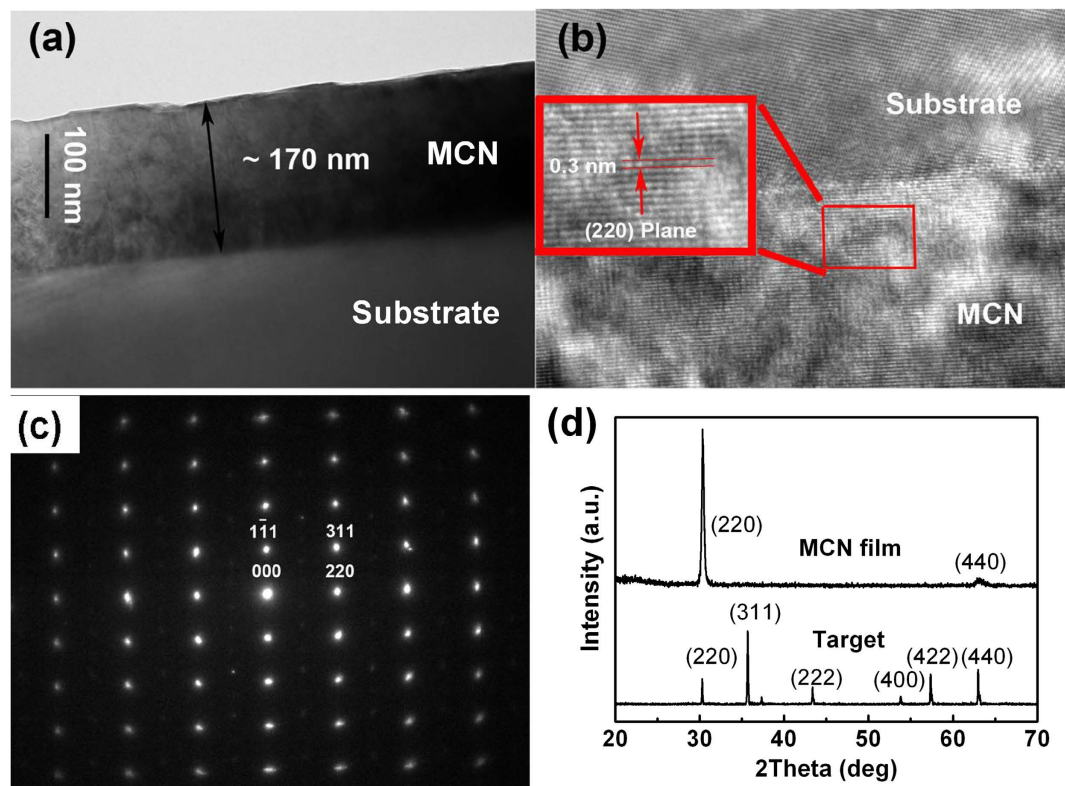 (a)
100 nm
~ 170 nm
MCN
Substrate
(b)
Substrate
0.3 nm
(220) Plane
MCN
(c)
11̅1
311
000
220
(d)
Intensity (a.u.)
(220)
MCN film
(440)
(311)
Target
(220)
(222)
(400)
(422)
(440)
20
30
40
50
60
70
2Theta (deg)